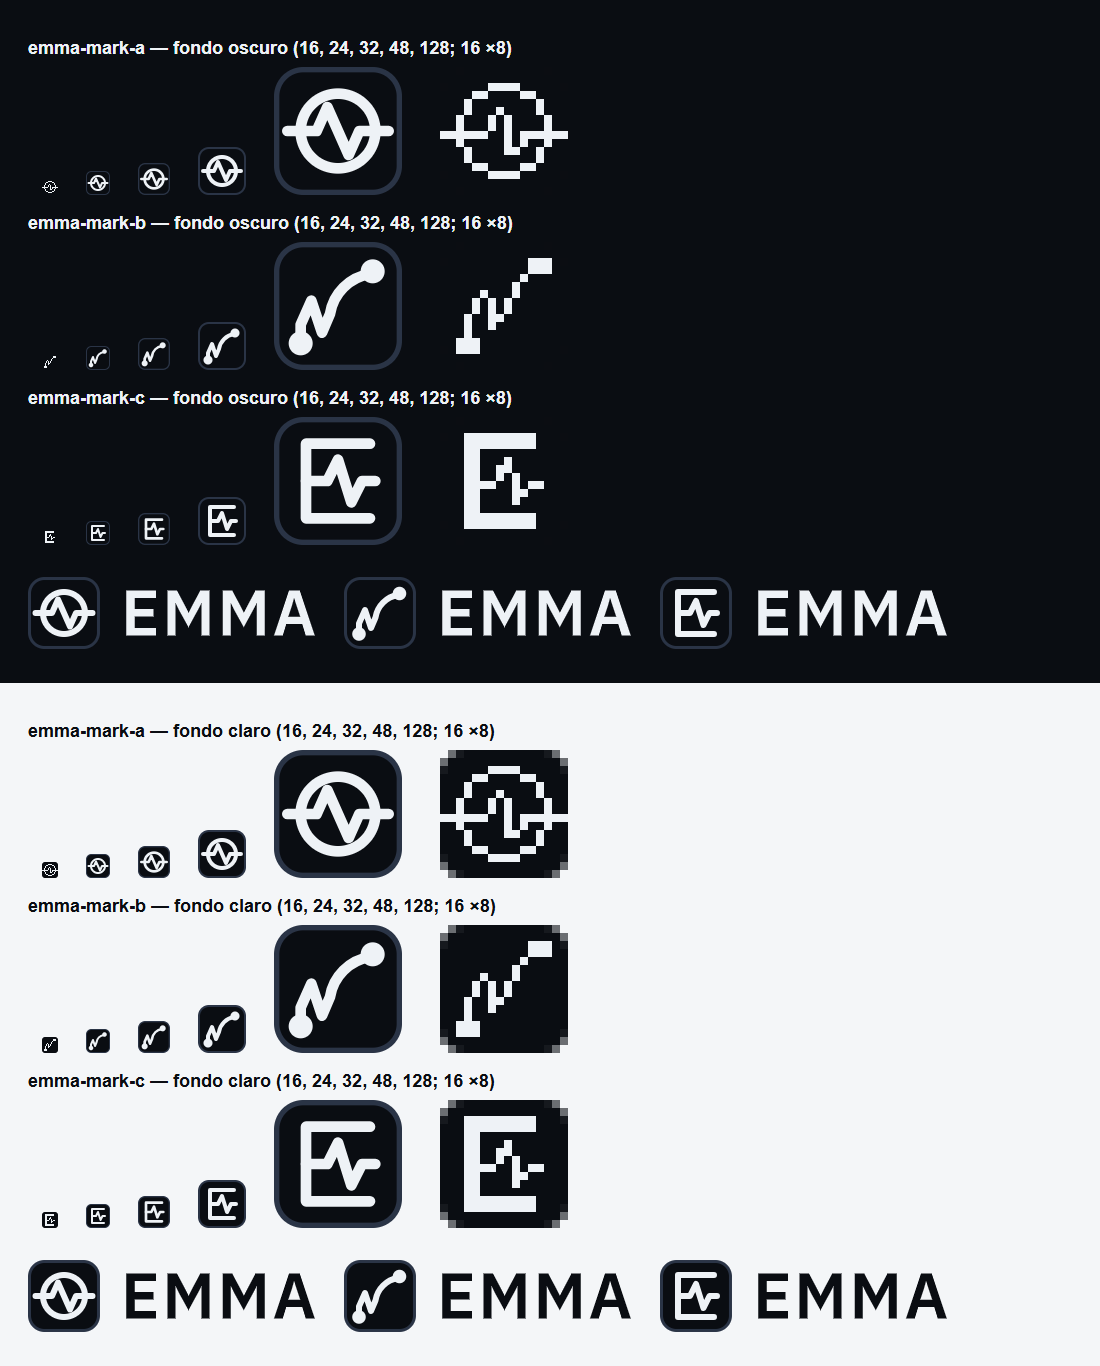 emma-mark-a — fondo oscuro (16, 24, 32, 48, 128; 16 ×8)
emma-mark-b — fondo oscuro (16, 24, 32, 48, 128; 16 ×8)
emma-mark-c — fondo oscuro (16, 24, 32, 48, 128; 16 ×8)
EMMA EMMA EMMA
emma-mark-a — fondo claro (16, 24, 32, 48, 128; 16 ×8)
emma-mark-b — fondo claro (16, 24, 32, 48, 128; 16 ×8)
emma-mark-c — fondo claro (16, 24, 32, 48, 128; 16 ×8)
EMMA EMMA EMMA